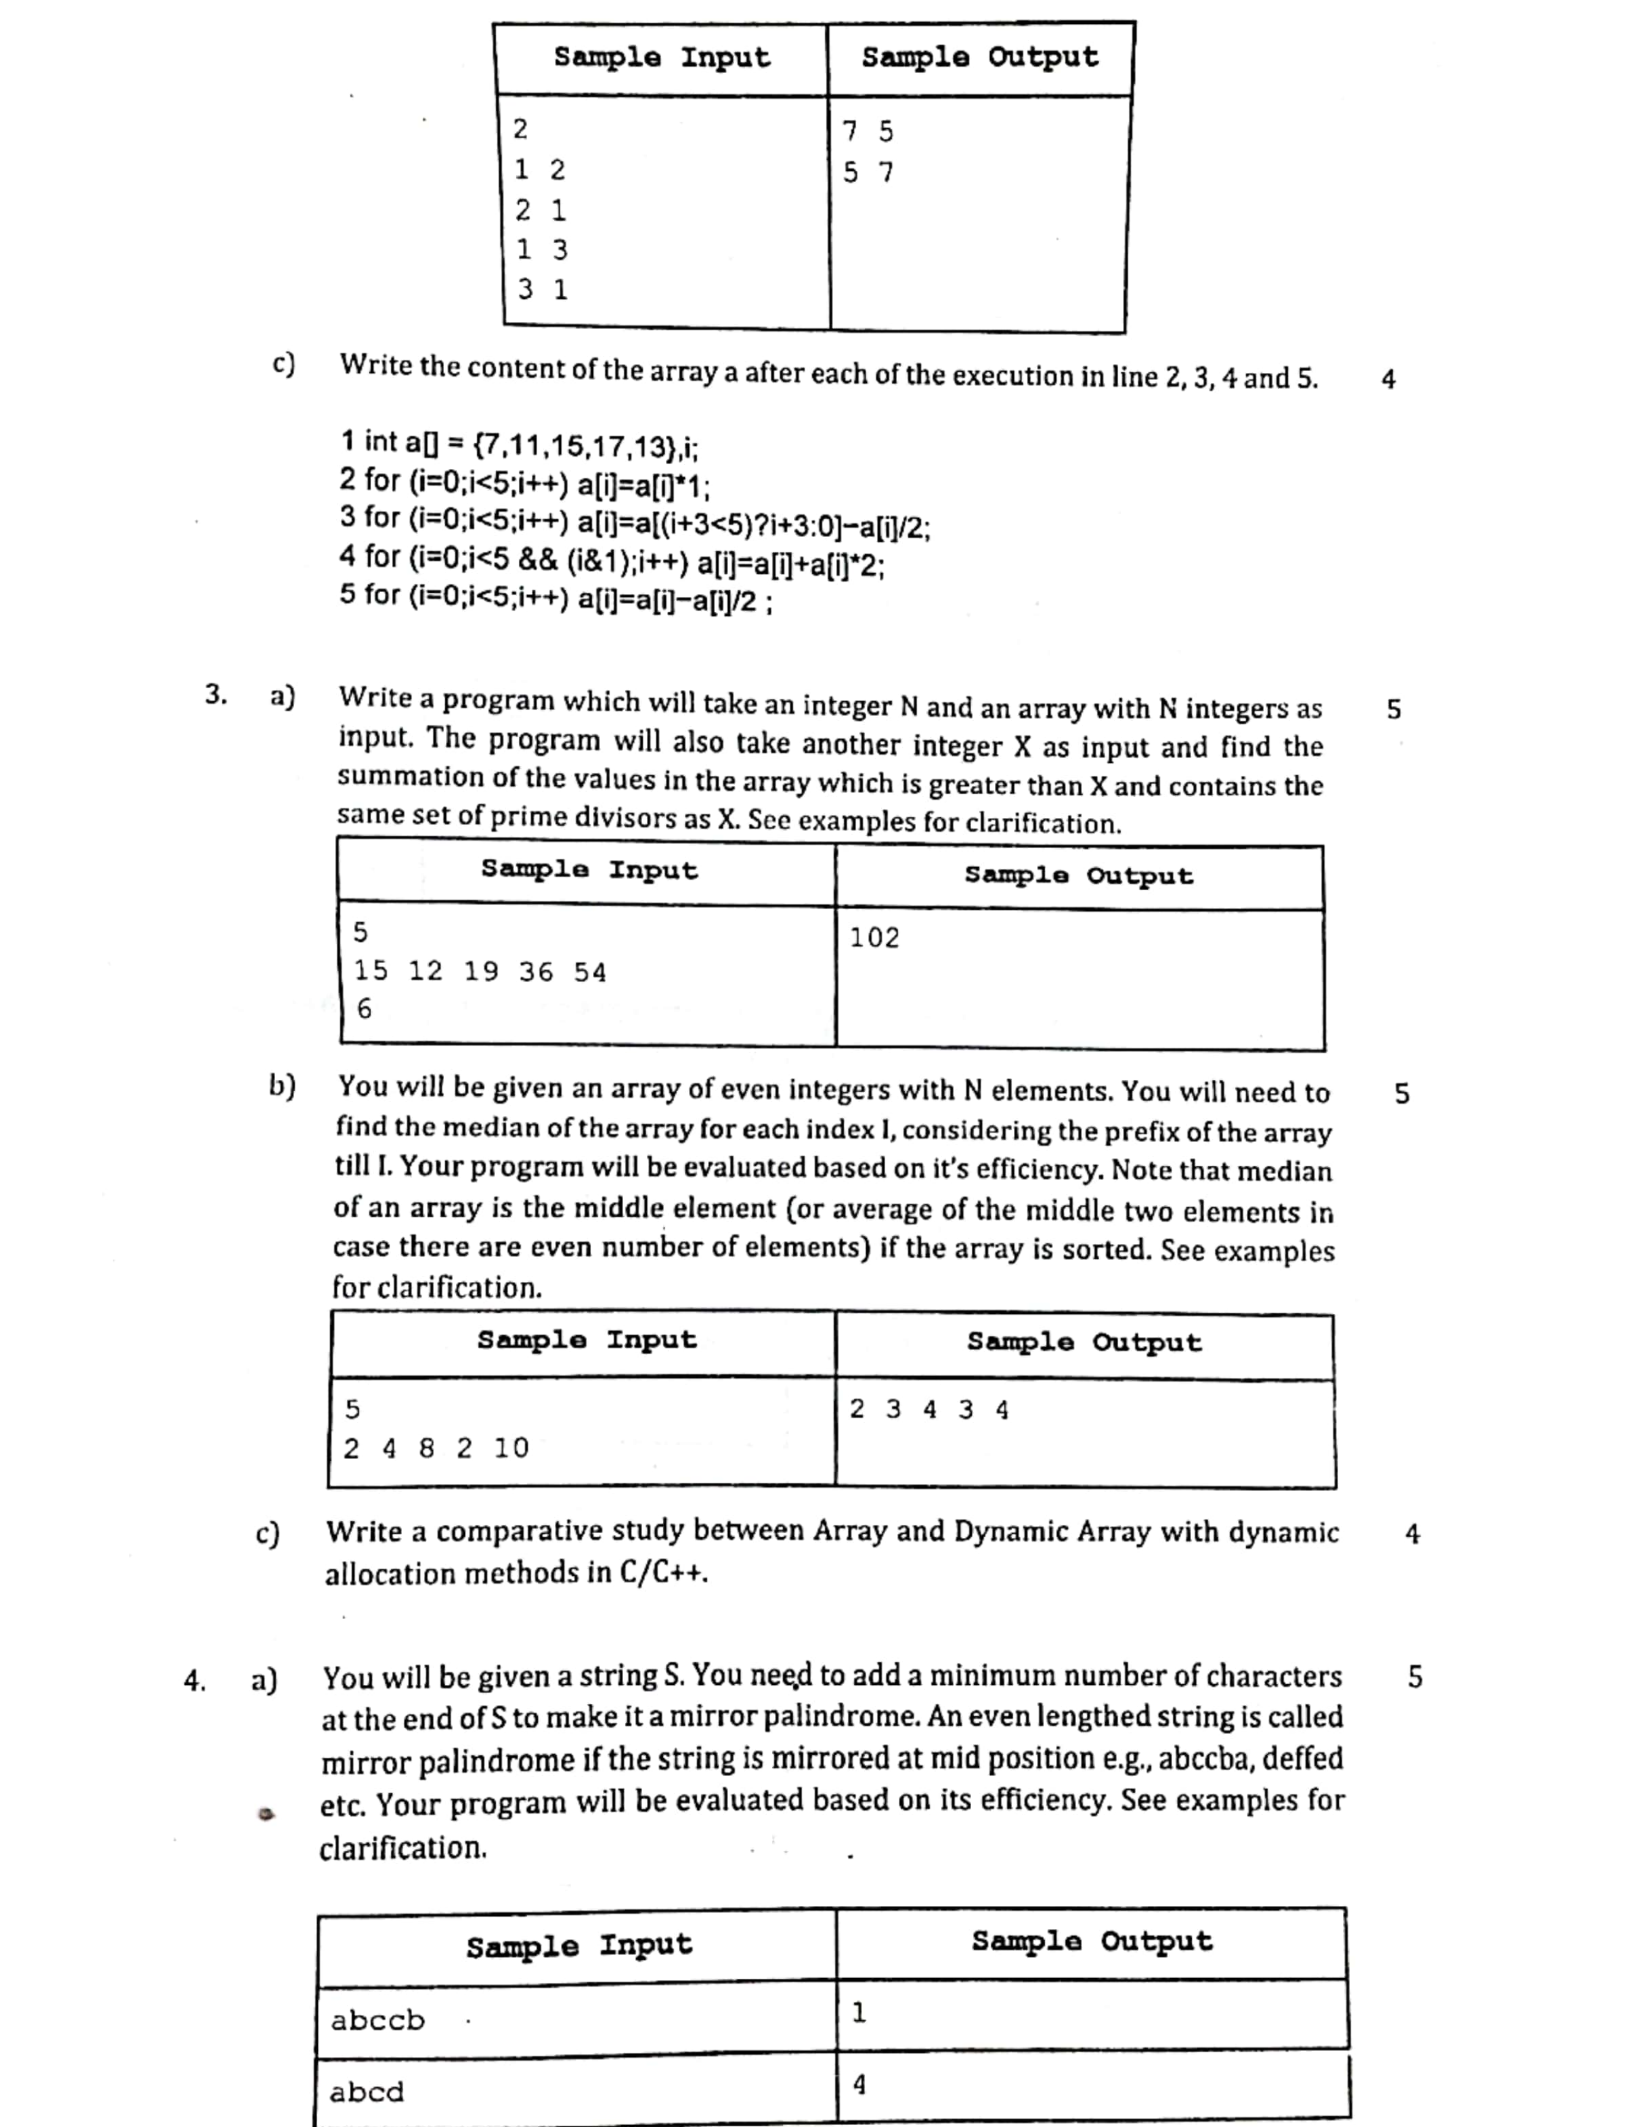 Sample Input Sample Output
2 7 5
1 2 5 7
2 1
1 3
3 1
c) Write the content of the array a after each of the execution in line 2, 3, 4 and 5. 4
1 int a[] = {7,11,15,17,13},i;
2 for (i=0;i<5;i++) a[i]=a[i]*1;
3 for (i=0;i<5;i++) a[i]=a[(i+3<5)?i+3:0]-a[i]/2;
4 for (i=0;i<5 && (i&1);i++) a[i]=a[i]+a[i]*2;
5 for (i=0;i<5;i++) a[i]=a[i]-a[i]/2 ;
3. a) Write a program which will take an integer N and an array with N integers as 5
input. The program will also take another integer X as input and find the
summation of the values in the array which is greater than X and contains the
same set of prime divisors as X. See examples for clarification.
Sample Input Sample Output
5 102
15 12 19 36 54
6
b) You will be given an array of even integers with N elements. You will need to 5
find the median of the array for each index I, considering the prefix of the array
till I. Your program will be evaluated based on it's efficiency. Note that median
of an array is the middle element (or average of the middle two elements in
case there are even number of elements) if the array is sorted. See examples
for clarification.
Sample Input Sample Output
5 2 3 4 3 4
2 4 8 2 10
c) Write a comparative study between Array and Dynamic Array with dynamic 4
allocation methods in C/C++.
4. a) You will be given a string S. You need to add a minimum number of characters 5
at the end of S to make it a mirror palindrome. An even lengthed string is called
mirror palindrome if the string is mirrored at mid position e.g., abccba, deffed
etc. Your program will be evaluated based on its efficiency. See examples for
clarification.
Sample Input Sample Output
abccb 1
abcd 4